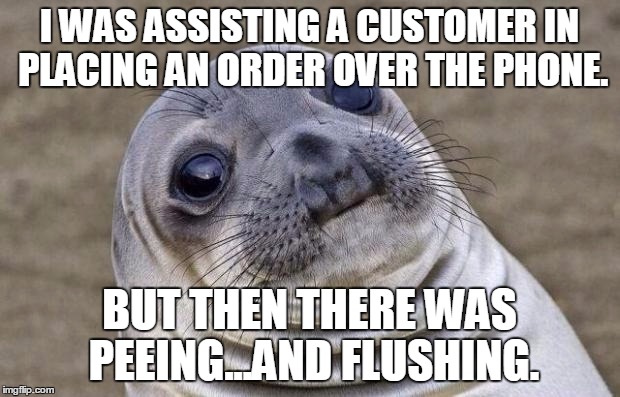 I WAS ASSISTING A CUSTOMER IN
PLACING AN ORDER OVER THE PHONE.
BUT THEN THERE WAS
PEEING...AND FLUSHING.
imgflip.com